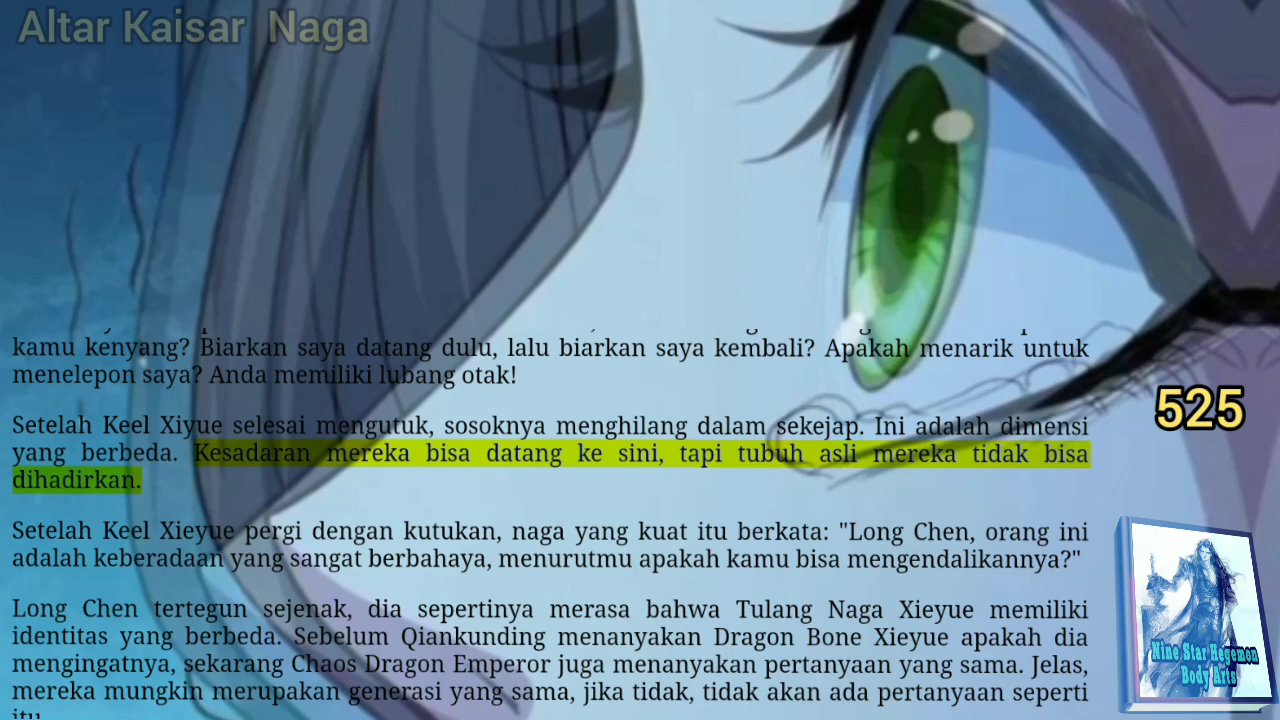 Altar Kaisar Naga
kamu kenyang? Biarkan saya datang dulu, lalu biarkan saya kembali? Apakah menarik untuk
menelepon saya? Anda memiliki lubang otak!
Setelah Keel Xiyue selesai mengutuk, sosoknya menghilang dalam sekejap. Ini adalah dimensi
yang berbeda. Kesadaran mereka bisa datang ke sini, tapi tubuh asli mereka tidak bisa
dihadirkan.
Setelah Keel Xieyue pergi dengan kutukan, naga yang kuat itu berkata: "Long Chen, orang ini
adalah keberadaan yang sangat berbahaya, menurutmu apakah kamu bisa mengendalikannya?"
Long Chen tertegun sejenak, dia sepertinya merasa bahwa Tulang Naga Xieyue memiliki
identitas yang berbeda. Sebelum Qiankunding menanyakan Dragon Bone Xieyue apakah dia
mengingatnya, sekarang Chaos Dragon Emperor juga menanyakan pertanyaan yang sama. Jelas,
mereka mungkin merupakan generasi yang sama, jika tidak, tidak akan ada pertanyaan seperti
itu.
525
Nine Star Hegemon
Body Arts